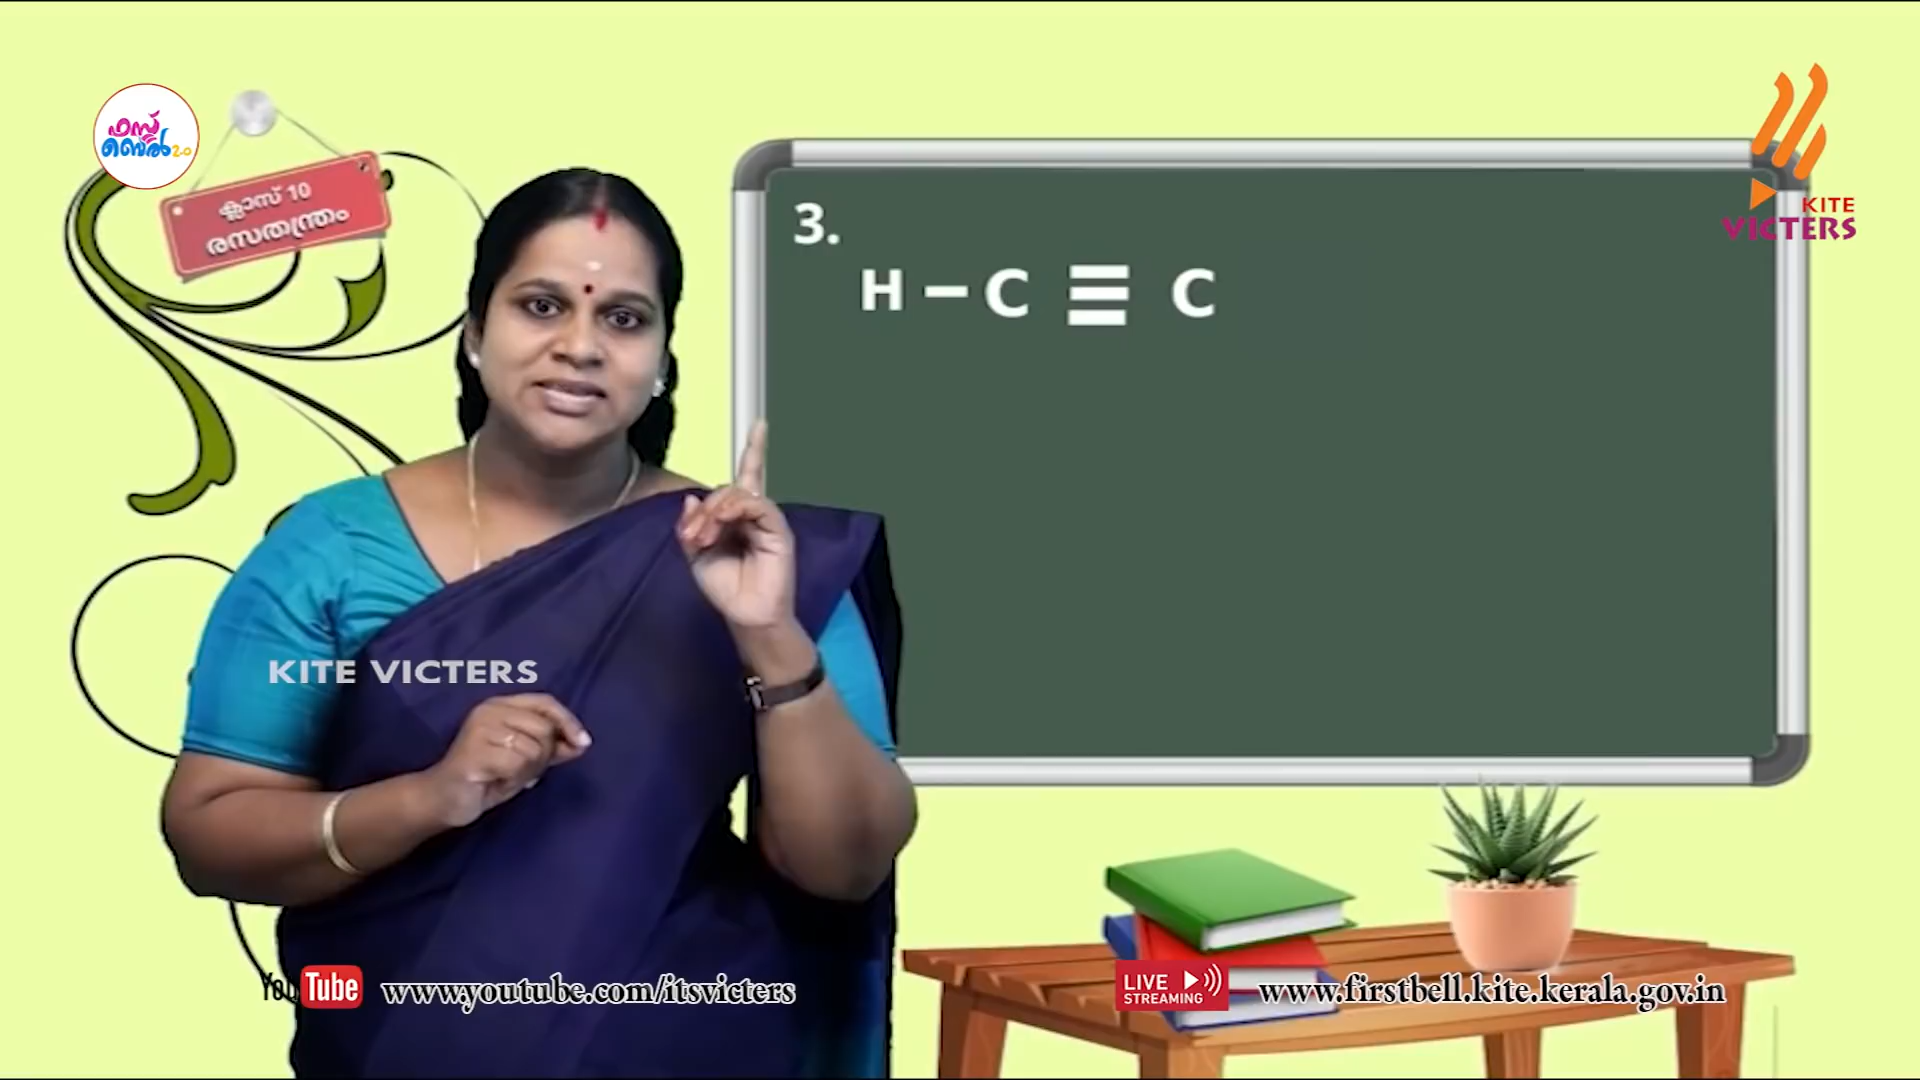 ഫസ്റ്റ്
ബെൽ 2.0
ക്ലാസ് 10
രസതന്ത്രം
3.
H – C ≡ C
KITE
VICTERS
KITE VICTERS
YouTube www.youtube.com/itsvicters
LIVE STREAMING www.firstbell.kite.kerala.gov.in